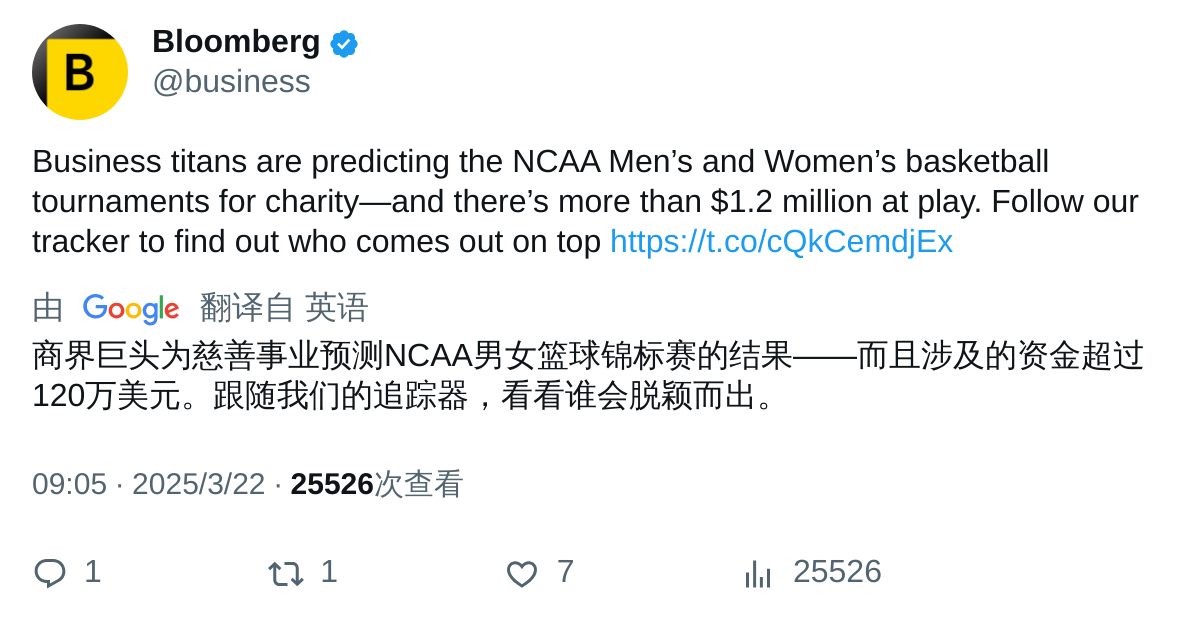 B
Bloomberg
@business
Business titans are predicting the NCAA Men’s and Women’s basketball
tournaments for charity—and there’s more than $1.2 million at play. Follow our
tracker to find out who comes out on top https://t.co/cQkCemdjEx
由 Google 翻译自 英语
商界巨头为慈善事业预测NCAA男女篮球锦标赛的结果——而且涉及的资金超过
120万美元。跟随我们的追踪器，看看谁会脱颖而出。
09:05 · 2025/3/22 · 25526次查看
1 1 7 25526